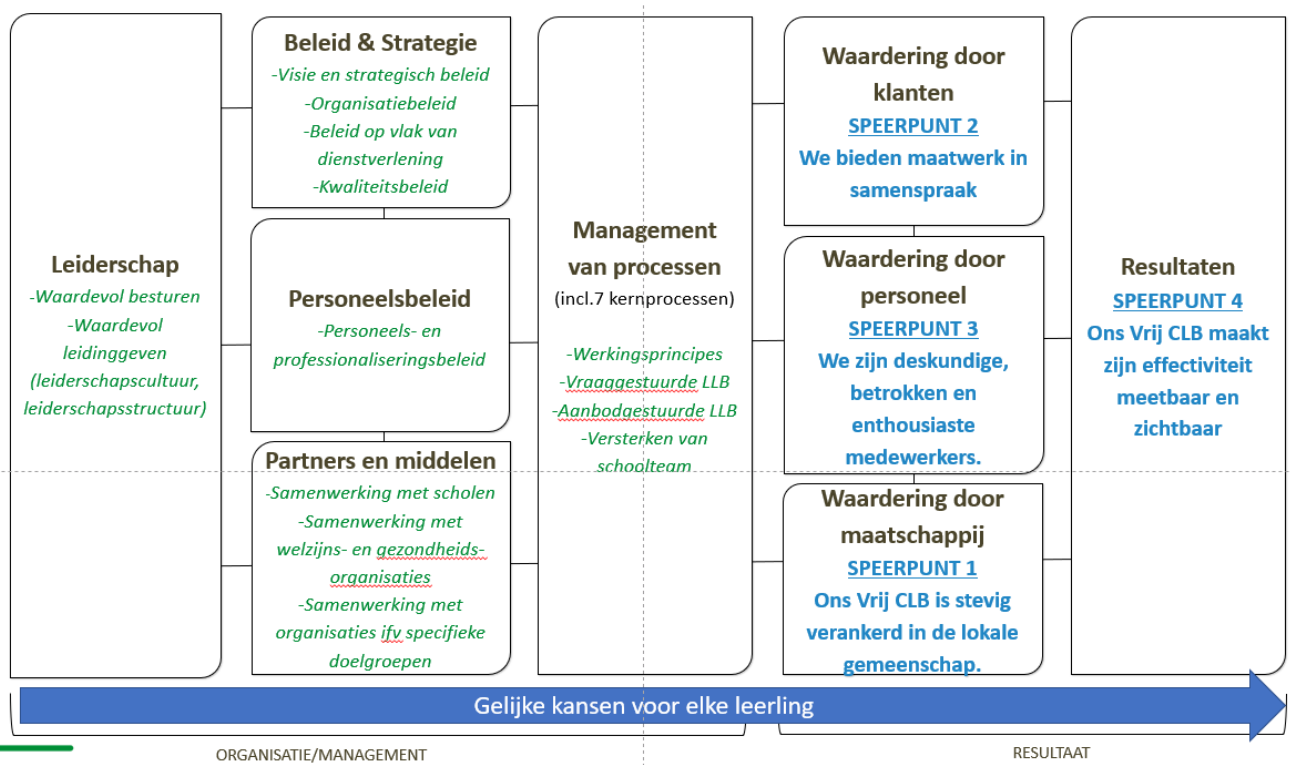 Leiderschap
-Waardevol besturen
-Waardevol
leidinggeven
(leiderschapscultuur,
leiderschapsstructuur)
Beleid & Strategie
-Visie en strategisch beleid
-Organisatiebeleid
-Beleid op vlak van
dienstverlening
-Kwaliteitsbeleid
Personeelsbeleid
-Personeels- en
professionaliseringsbeleid
Partners en middelen
-Samenwerking met scholen
-Samenwerking met
welzijns- en gezondheids-
organisaties
-Samenwerking met
organisaties ifv specifieke
doelgroepen
Management
van processen
(incl.7 kernprocessen)
-Werkingsprincipes
-Vraaggestuurde LLB
-Aanbodgestuurde LLB
-Versterken van
schoolteam
Waardering door
klanten
SPEERPUNT 2
We bieden maatwerk in
samenspraak
Waardering door
personeel
SPEERPUNT 3
We zijn deskundige,
betrokken en
enthousiaste
medewerkers.
Waardering door
maatschappij
SPEERPUNT 1
Ons Vrij CLB is stevig
verankerd in de lokale
gemeenschap.
Resultaten
SPEERPUNT 4
Ons Vrij CLB maakt
zijn effectiviteit
meetbaar en
zichtbaar
Gelijke kansen voor elke leerling
ORGANISATIE/MANAGEMENT
RESULTAAT